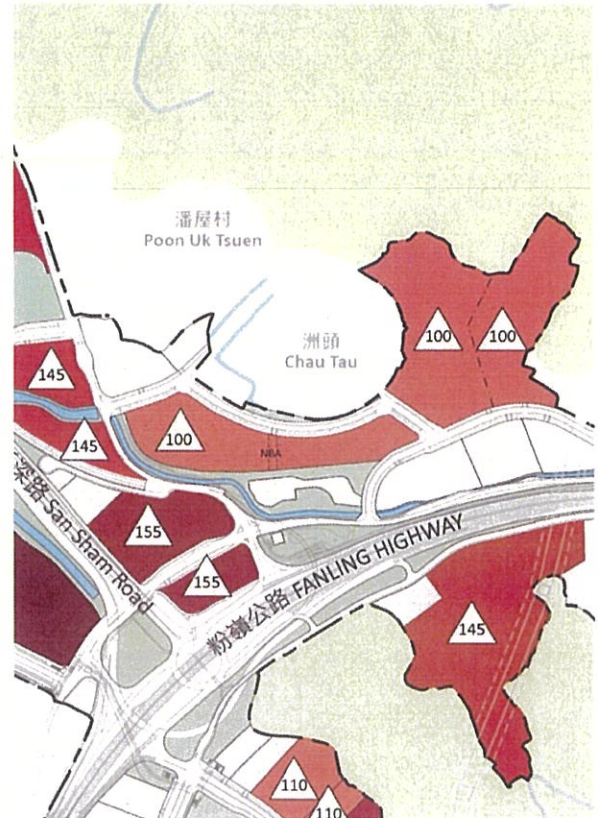 潘屋村
Poon Uk Tsuen
洲頭
Chau Tau
100
100
145
100
145
NBA
155
155
深路 San Sham Road
粉嶺公路 FANLING HIGHWAY
145
110
110